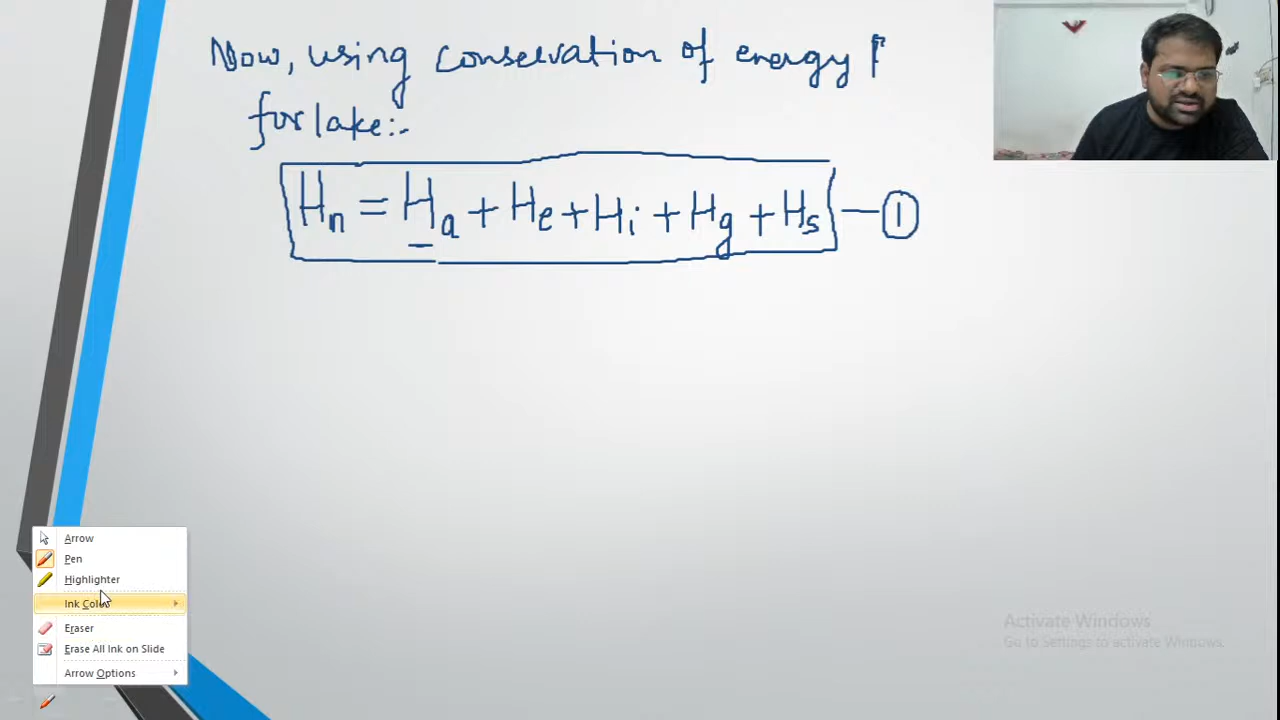 Now, using conservation of energy
for lake:-
Hn = Ha + He + Hi + Hg + Hs — ①
Arrow
Pen
Highlighter
Ink Color
Eraser
Erase All Ink on Slide
Arrow Options
Activate Windows
Go to Settings to activate Windows.